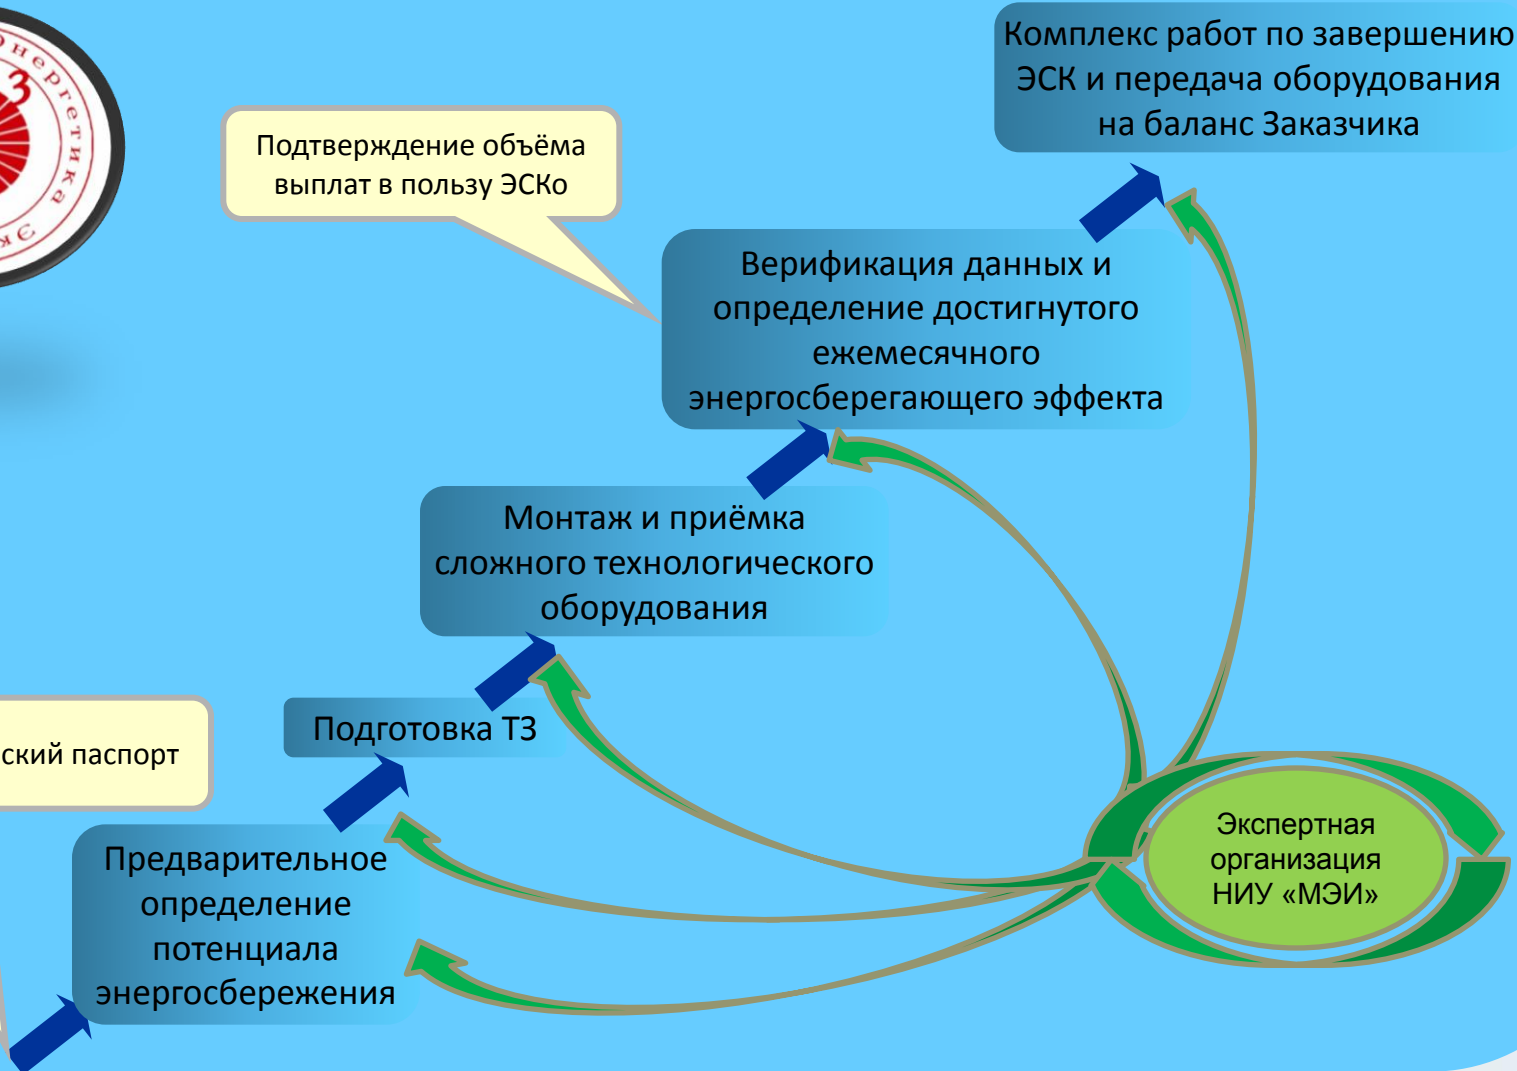 Комплекс работ по завершению
ЭСК и передача оборудования
на баланс Заказчика
Подтверждение объёма
выплат в пользу ЭСКо
Верификация данных и
определение достигнутого
ежемесячного
энергосберегающего эффекта
Монтаж и приёмка
сложного технологического
оборудования
Подготовка ТЗ
ский паспорт
Предварительное
определение
потенциала
энергосбережения
Экспертная
организация
НИУ «МЭИ»